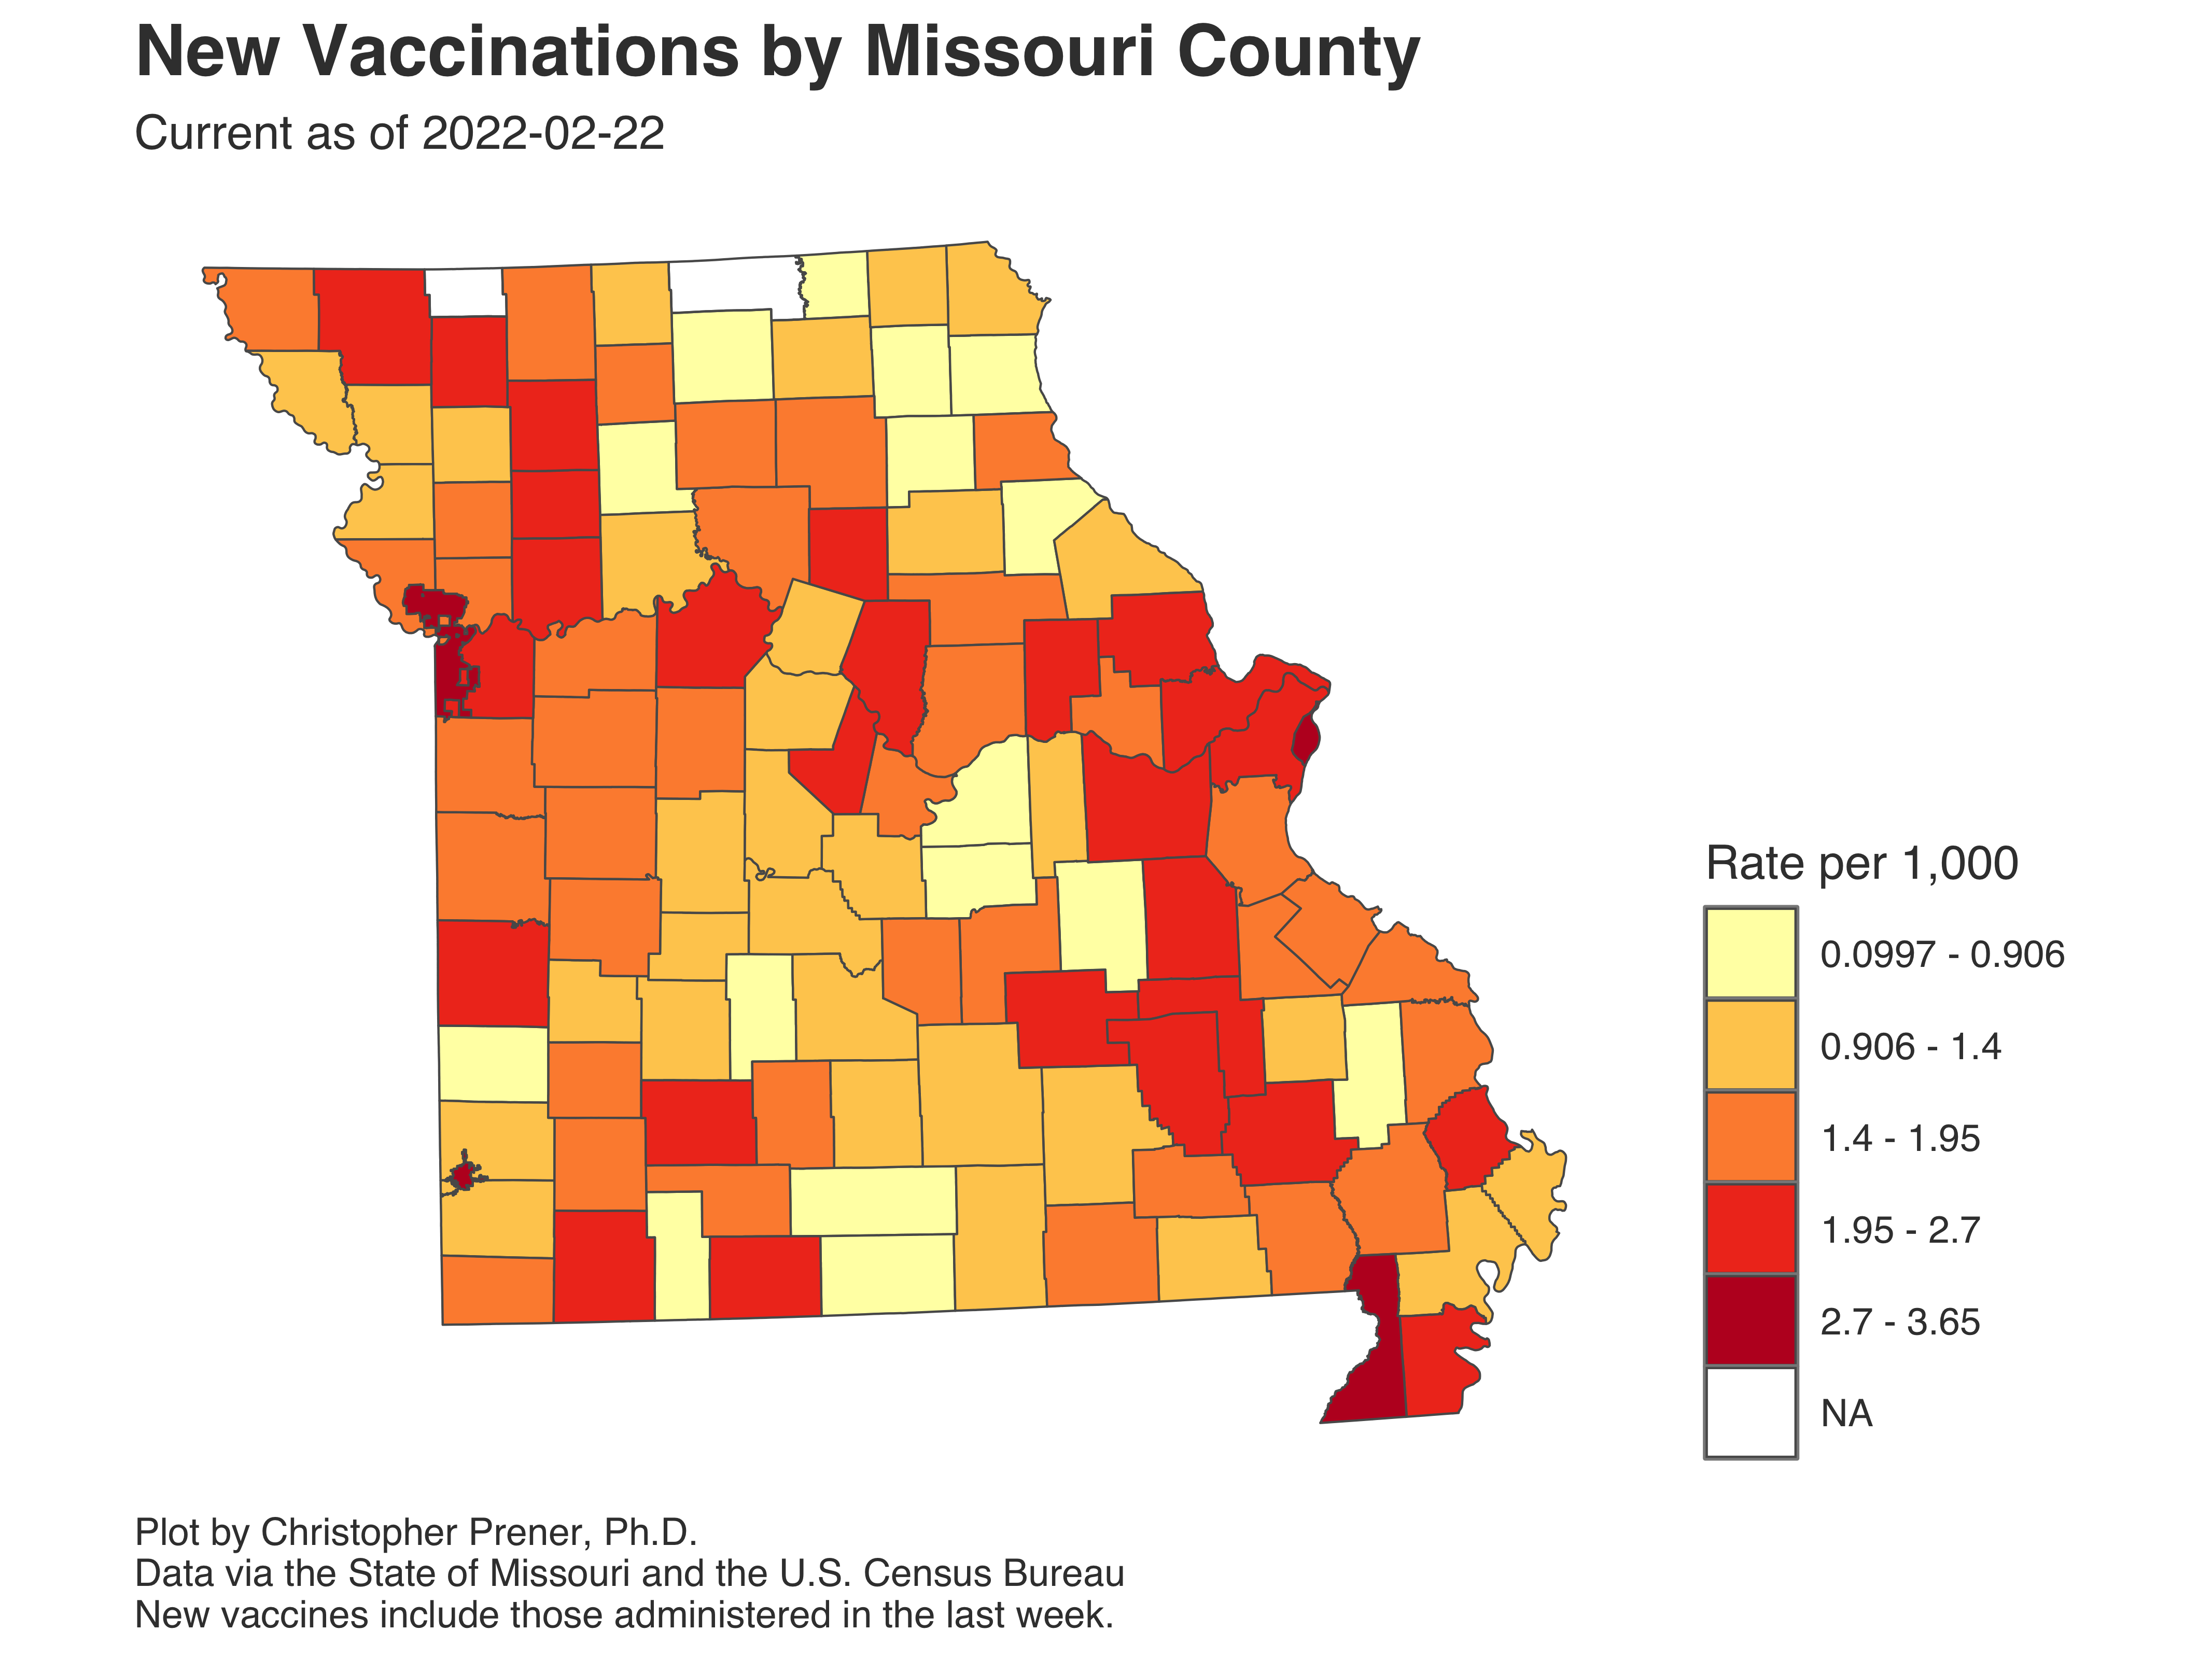 New Vaccinations by Missouri County
Current as of 2022-02-22
Rate per 1,000
0.0997 - 0.906
0.906 - 1.4
1.4 - 1.95
1.95 - 2.7
2.7 - 3.65
NA
Plot by Christopher Prener, Ph.D.
Data via the State of Missouri and the U.S. Census Bureau
New vaccines include those administered in the last week.